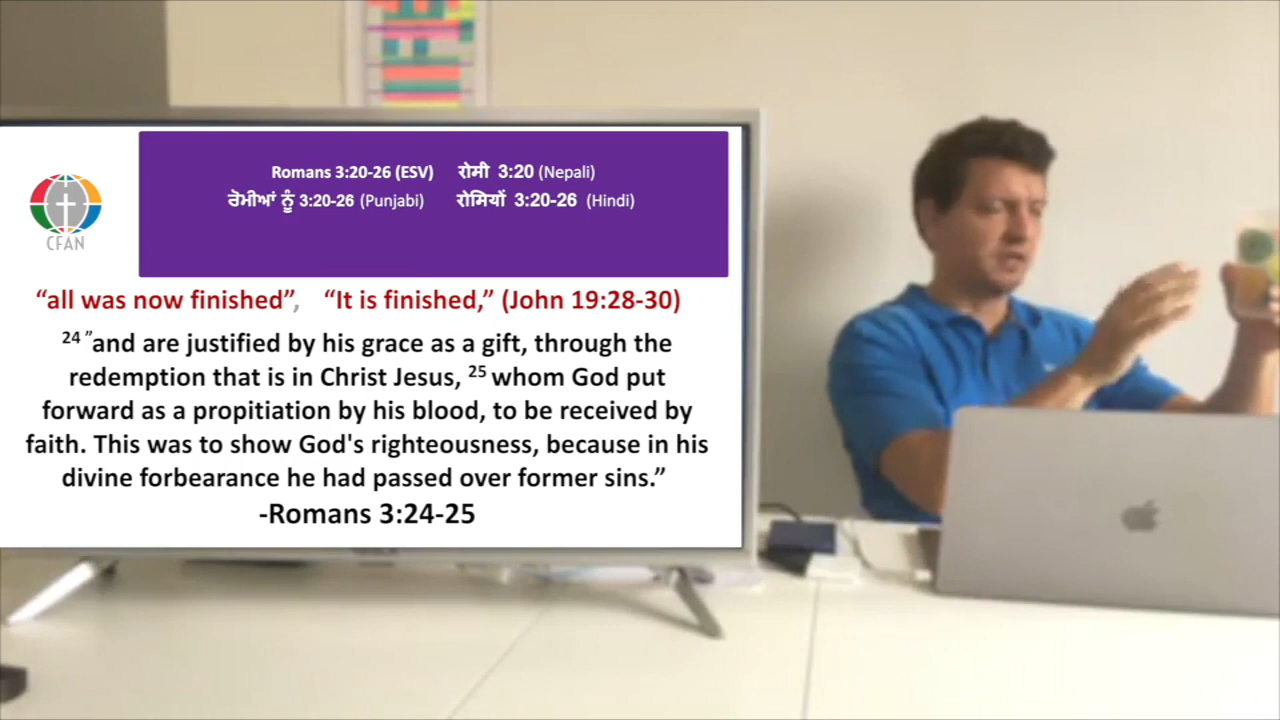 Romans 3:20-26 (ESV) ਰੋਮੀ 3:20 (Nepali)
ਰੋਮੀਆਂ ਨੂੰ 3:20-26 (Punjabi) ਰੋਮਿਯੋਂ 3:20-26 (Hindi)
CFAN
“all was now finished”, “It is finished,” (John 19:28-30)
24 ”and are justified by his grace as a gift, through the
redemption that is in Christ Jesus, 25 whom God put
forward as a propitiation by his blood, to be received by
faith. This was to show God's righteousness, because in his
divine forbearance he had passed over former sins.”
-Romans 3:24-25